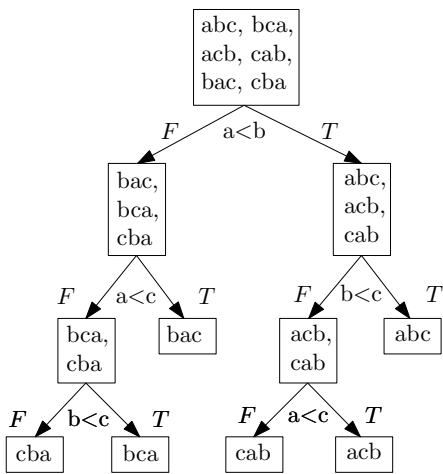 abc, bca,
acb, cab,
bac, cba
F a<b T
bac,
bca,
cba
abc,
acb,
cab
F a<c T
F b<c T
bca,
cba
bac
acb,
cab
abc
F b<c T
F a<c T
cba
bca
cab
acb